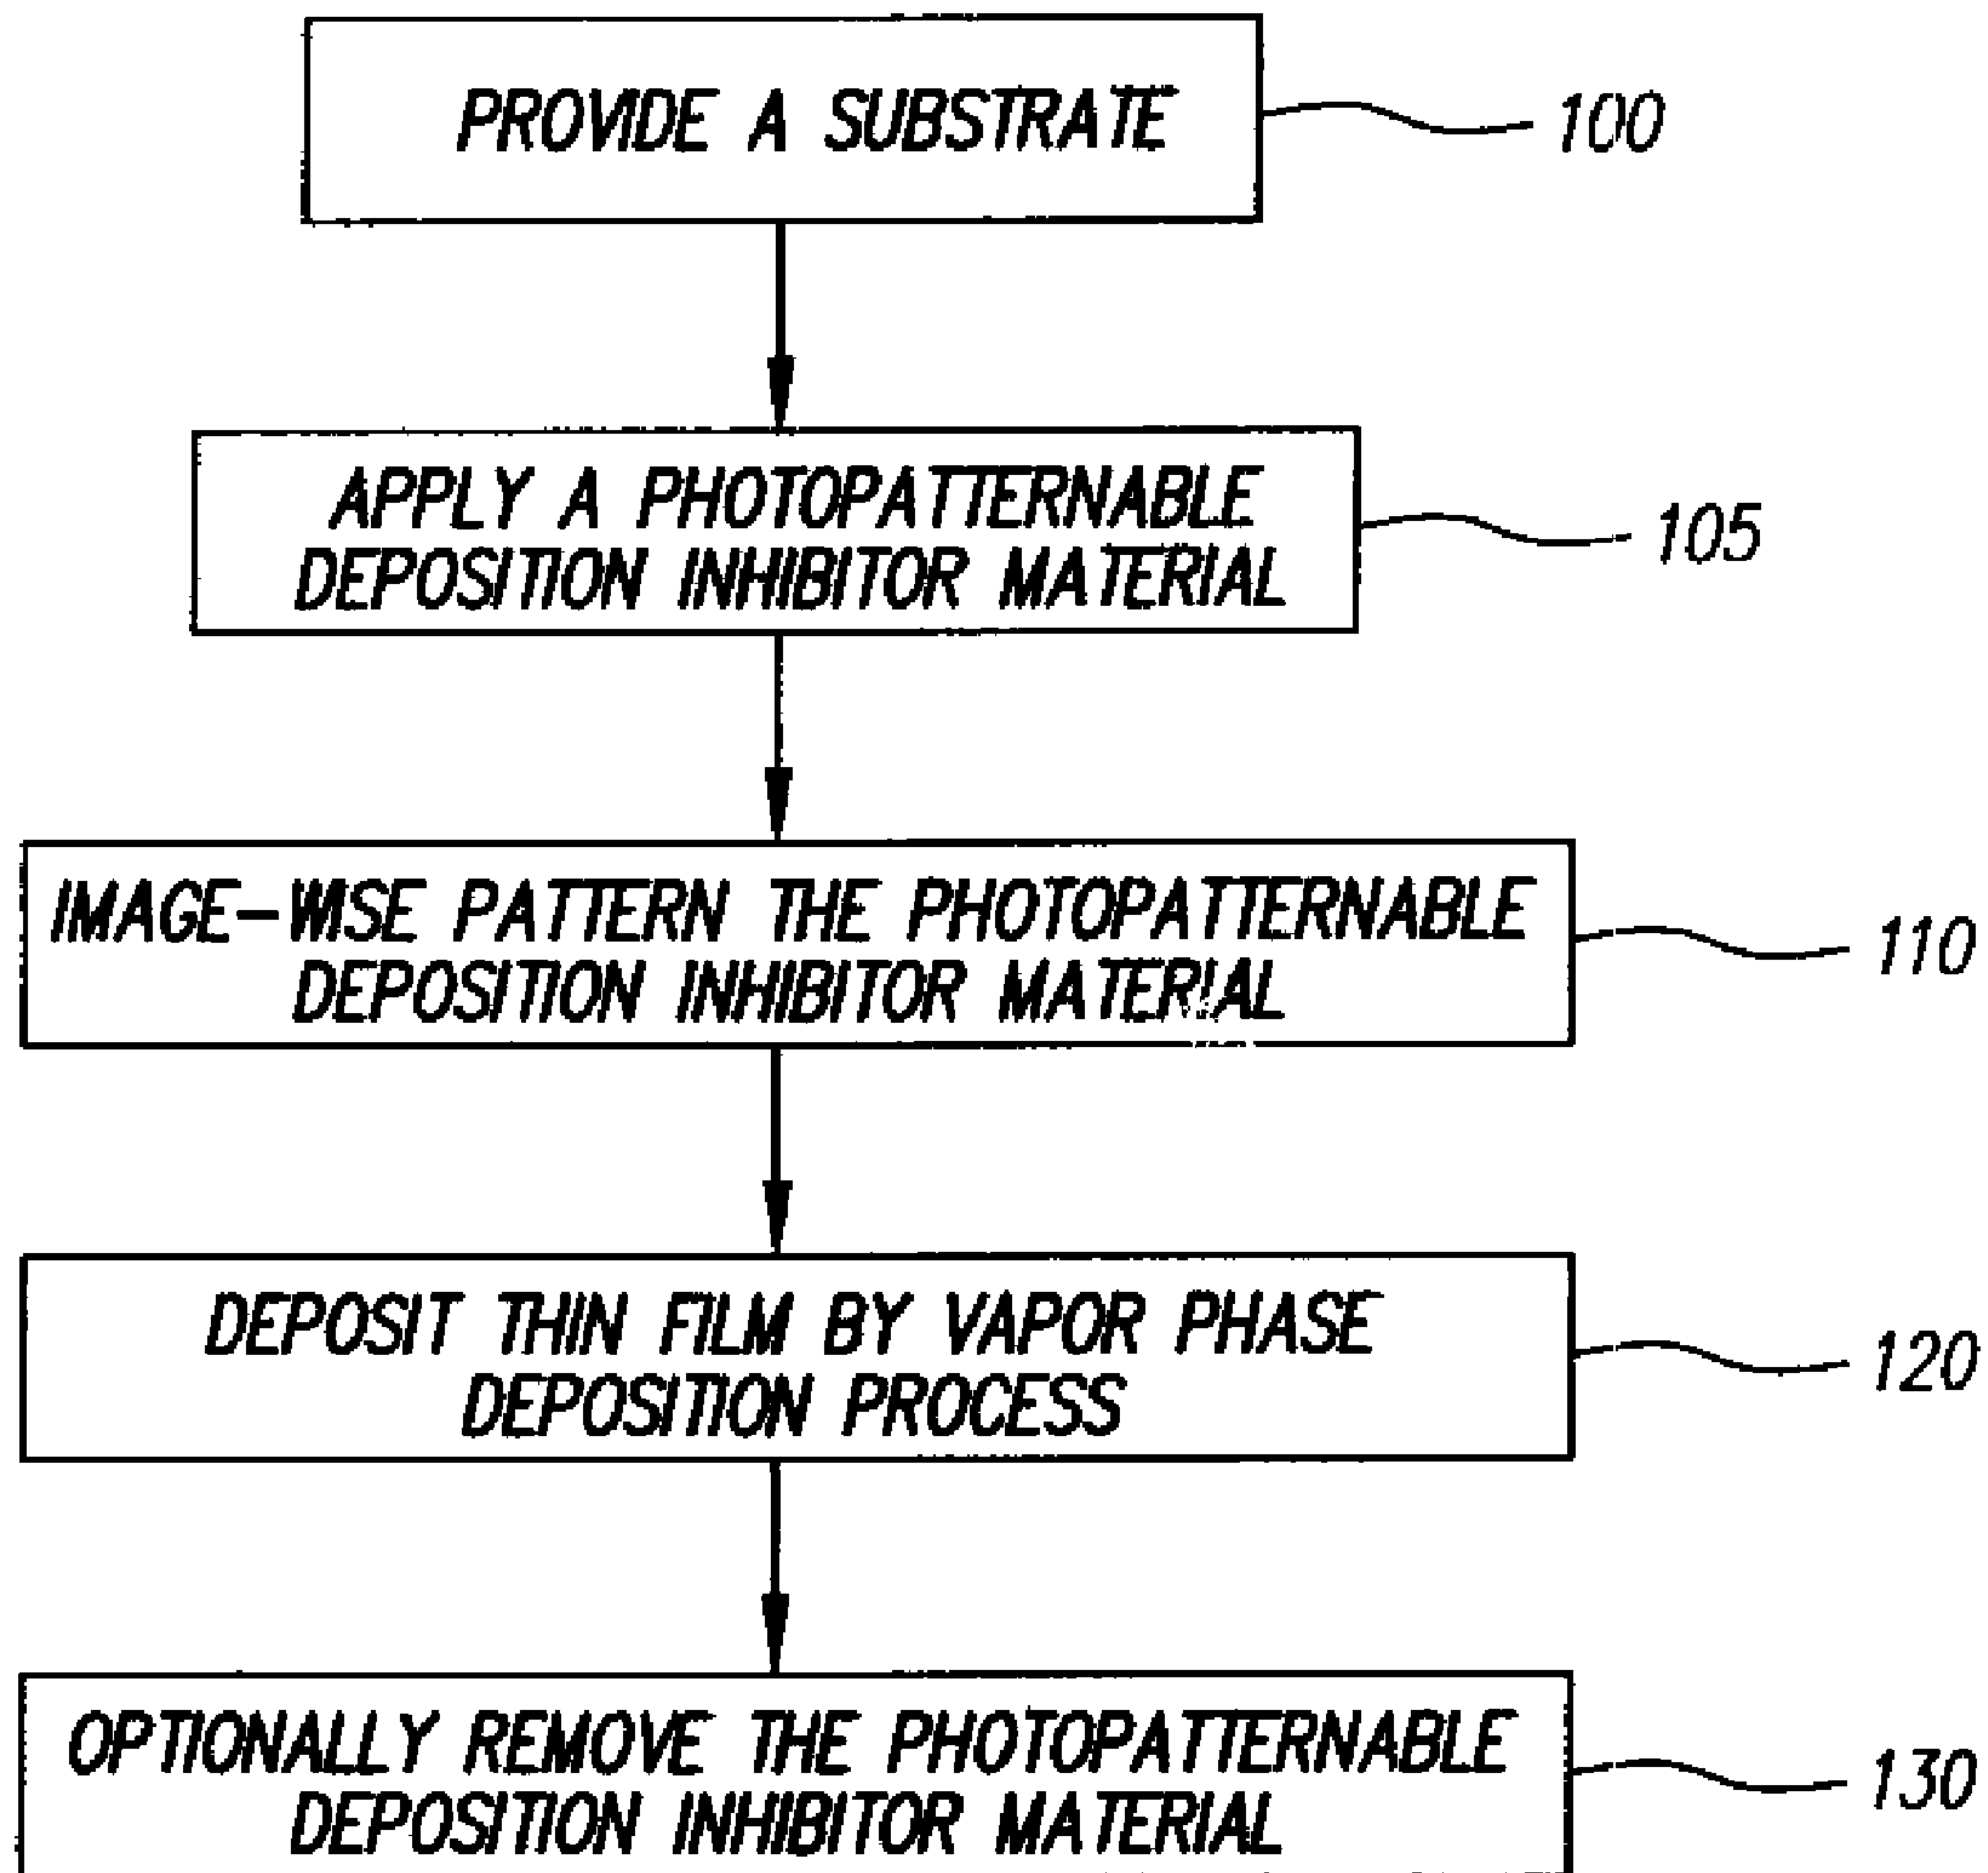 PROVIDE A SUBSTRATE
100
APPLY A PHOTOPATTERNABLE
DEPOSITION INHIBITOR MATERIAL
105
IMAGE-WISE PATTERN THE PHOTOPATTERNABLE
DEPOSITION INHIBITOR MATERIAL
110
DEPOSIT THIN FILM BY VAPOR PHASE
DEPOSITION PROCESS
120
OPTIONALLY REMOVE THE PHOTOPATTERNABLE
DEPOSITION INHIBITOR MATERIAL
130